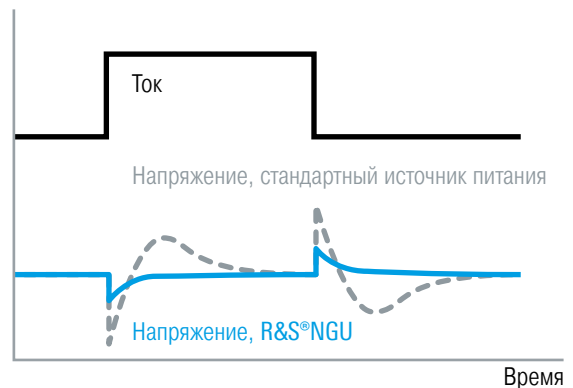 Ток
Напряжение, стандартный источник питания
Напряжение, R&S®NGU
Время